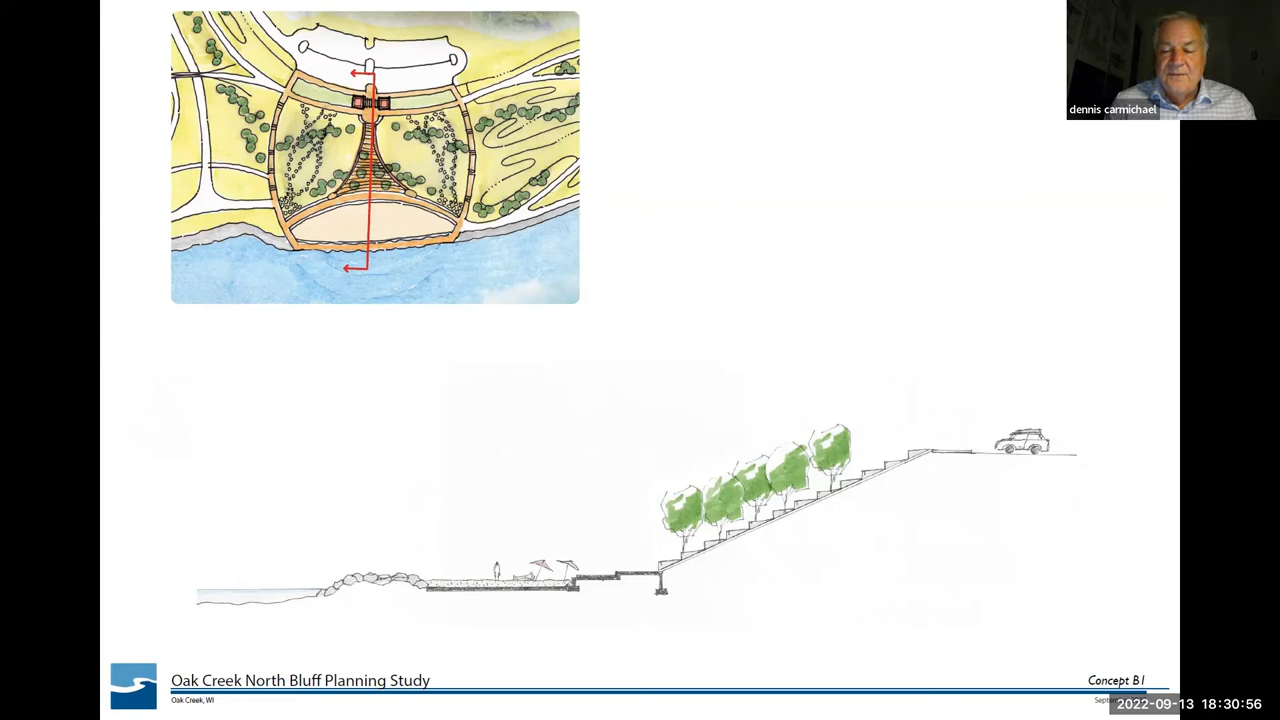 dennis carmichael
Oak Creek North Bluff Planning Study
Concept B1
Oak Creek, WI
2022-09-13 18:30:56